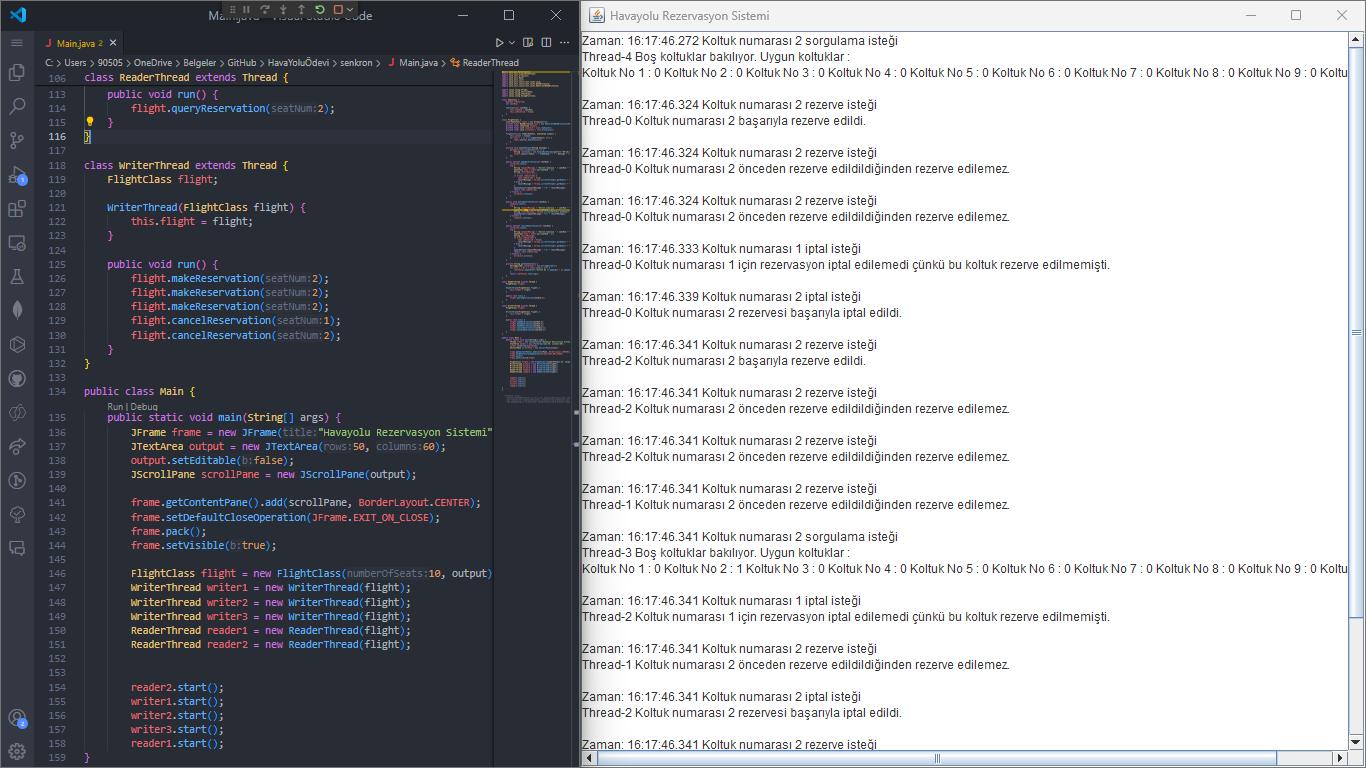 Main.java - Visual Studio Code
Main.java 2
C: > Users > 90505 > OneDrive > Belgeler > GitHub > HavaYoluÖdevi > senkron > Main.java > ReaderThread
106 class ReaderThread extends Thread {
113 public void run() {
114 flight.queryReservation(seatNum:2);
115 }
116 }
117
118 class WriterThread extends Thread {
119 FlightClass flight;
120
121 WriterThread(FlightClass flight) {
122 this.flight = flight;
123 }
124
125 public void run() {
126 flight.makeReservation(seatNum:2);
127 flight.makeReservation(seatNum:2);
128 flight.makeReservation(seatNum:2);
129 flight.cancelReservation(seatNum:1);
130 flight.cancelReservation(seatNum:2);
131 }
132 }
133
134 public class Main {
Run | Debug
135 public static void main(String[] args) {
136 JFrame frame = new JFrame(title:"Havayolu Rezervasyon Sistemi"
137 JTextArea output = new JTextArea(rows:50, columns:60);
138 output.setEditable(b:false);
139 JScrollPane scrollPane = new JScrollPane(output);
140
141 frame.getContentPane().add(scrollPane, BorderLayout.CENTER);
142 frame.setDefaultCloseOperation(JFrame.EXIT_ON_CLOSE);
143 frame.pack();
144 frame.setVisible(b:true);
145
146 FlightClass flight = new FlightClass(numberOfSeats:10, output)
147 WriterThread writer1 = new WriterThread(flight);
148 WriterThread writer2 = new WriterThread(flight);
149 WriterThread writer3 = new WriterThread(flight);
150 ReaderThread reader1 = new ReaderThread(flight);
151 ReaderThread reader2 = new ReaderThread(flight);
152
153
154 reader2.start();
155 writer1.start();
156 writer2.start();
157 writer3.start();
158 reader1.start();
159 }
1
2
Havayolu Rezervasyon Sistemi
Zaman: 16:17:46.272 Koltuk numarası 2 sorgulama isteği
Thread-4 Boş koltuklar bakılıyor. Uygun koltuklar :
Koltuk No 1 : 0 Koltuk No 2 : 0 Koltuk No 3 : 0 Koltuk No 4 : 0 Koltuk No 5 : 0 Koltuk No 6 : 0 Koltuk No 7 : 0 Koltuk No 8 : 0 Koltuk No 9 : 0 Koltu
Zaman: 16:17:46.324 Koltuk numarası 2 rezerve isteği
Thread-0 Koltuk numarası 2 başarıyla rezerve edildi.
Zaman: 16:17:46.324 Koltuk numarası 2 rezerve isteği
Thread-0 Koltuk numarası 2 önceden rezerve edildildiğinden rezerve edilemez.
Zaman: 16:17:46.324 Koltuk numarası 2 rezerve isteği
Thread-0 Koltuk numarası 2 önceden rezerve edildildiğinden rezerve edilemez.
Zaman: 16:17:46.333 Koltuk numarası 1 iptal isteği
Thread-0 Koltuk numarası 1 için rezervasyon iptal edilemedi çünkü bu koltuk rezerve edilmemişti.
Zaman: 16:17:46.339 Koltuk numarası 2 iptal isteği
Thread-0 Koltuk numarası 2 rezervesi başarıyla iptal edildi.
Zaman: 16:17:46.341 Koltuk numarası 2 rezerve isteği
Thread-2 Koltuk numarası 2 başarıyla rezerve edildi.
Zaman: 16:17:46.341 Koltuk numarası 2 rezerve isteği
Thread-2 Koltuk numarası 2 önceden rezerve edildildiğinden rezerve edilemez.
Zaman: 16:17:46.341 Koltuk numarası 2 rezerve isteği
Thread-2 Koltuk numarası 2 önceden rezerve edildildiğinden rezerve edilemez.
Zaman: 16:17:46.341 Koltuk numarası 2 rezerve isteği
Thread-1 Koltuk numarası 2 önceden rezerve edildildiğinden rezerve edilemez.
Zaman: 16:17:46.341 Koltuk numarası 2 sorgulama isteği
Thread-3 Boş koltuklar bakılıyor. Uygun koltuklar :
Koltuk No 1 : 0 Koltuk No 2 : 1 Koltuk No 3 : 0 Koltuk No 4 : 0 Koltuk No 5 : 0 Koltuk No 6 : 0 Koltuk No 7 : 0 Koltuk No 8 : 0 Koltuk No 9 : 0 Koltu
Zaman: 16:17:46.341 Koltuk numarası 1 iptal isteği
Thread-2 Koltuk numarası 1 için rezervasyon iptal edilemedi çünkü bu koltuk rezerve edilmemişti.
Zaman: 16:17:46.341 Koltuk numarası 2 rezerve isteği
Thread-1 Koltuk numarası 2 önceden rezerve edildildiğinden rezerve edilemez.
Zaman: 16:17:46.341 Koltuk numarası 2 iptal isteği
Thread-2 Koltuk numarası 2 rezervesi başarıyla iptal edildi.
Zaman: 16:17:46.341 Koltuk numarası 2 rezerve isteği